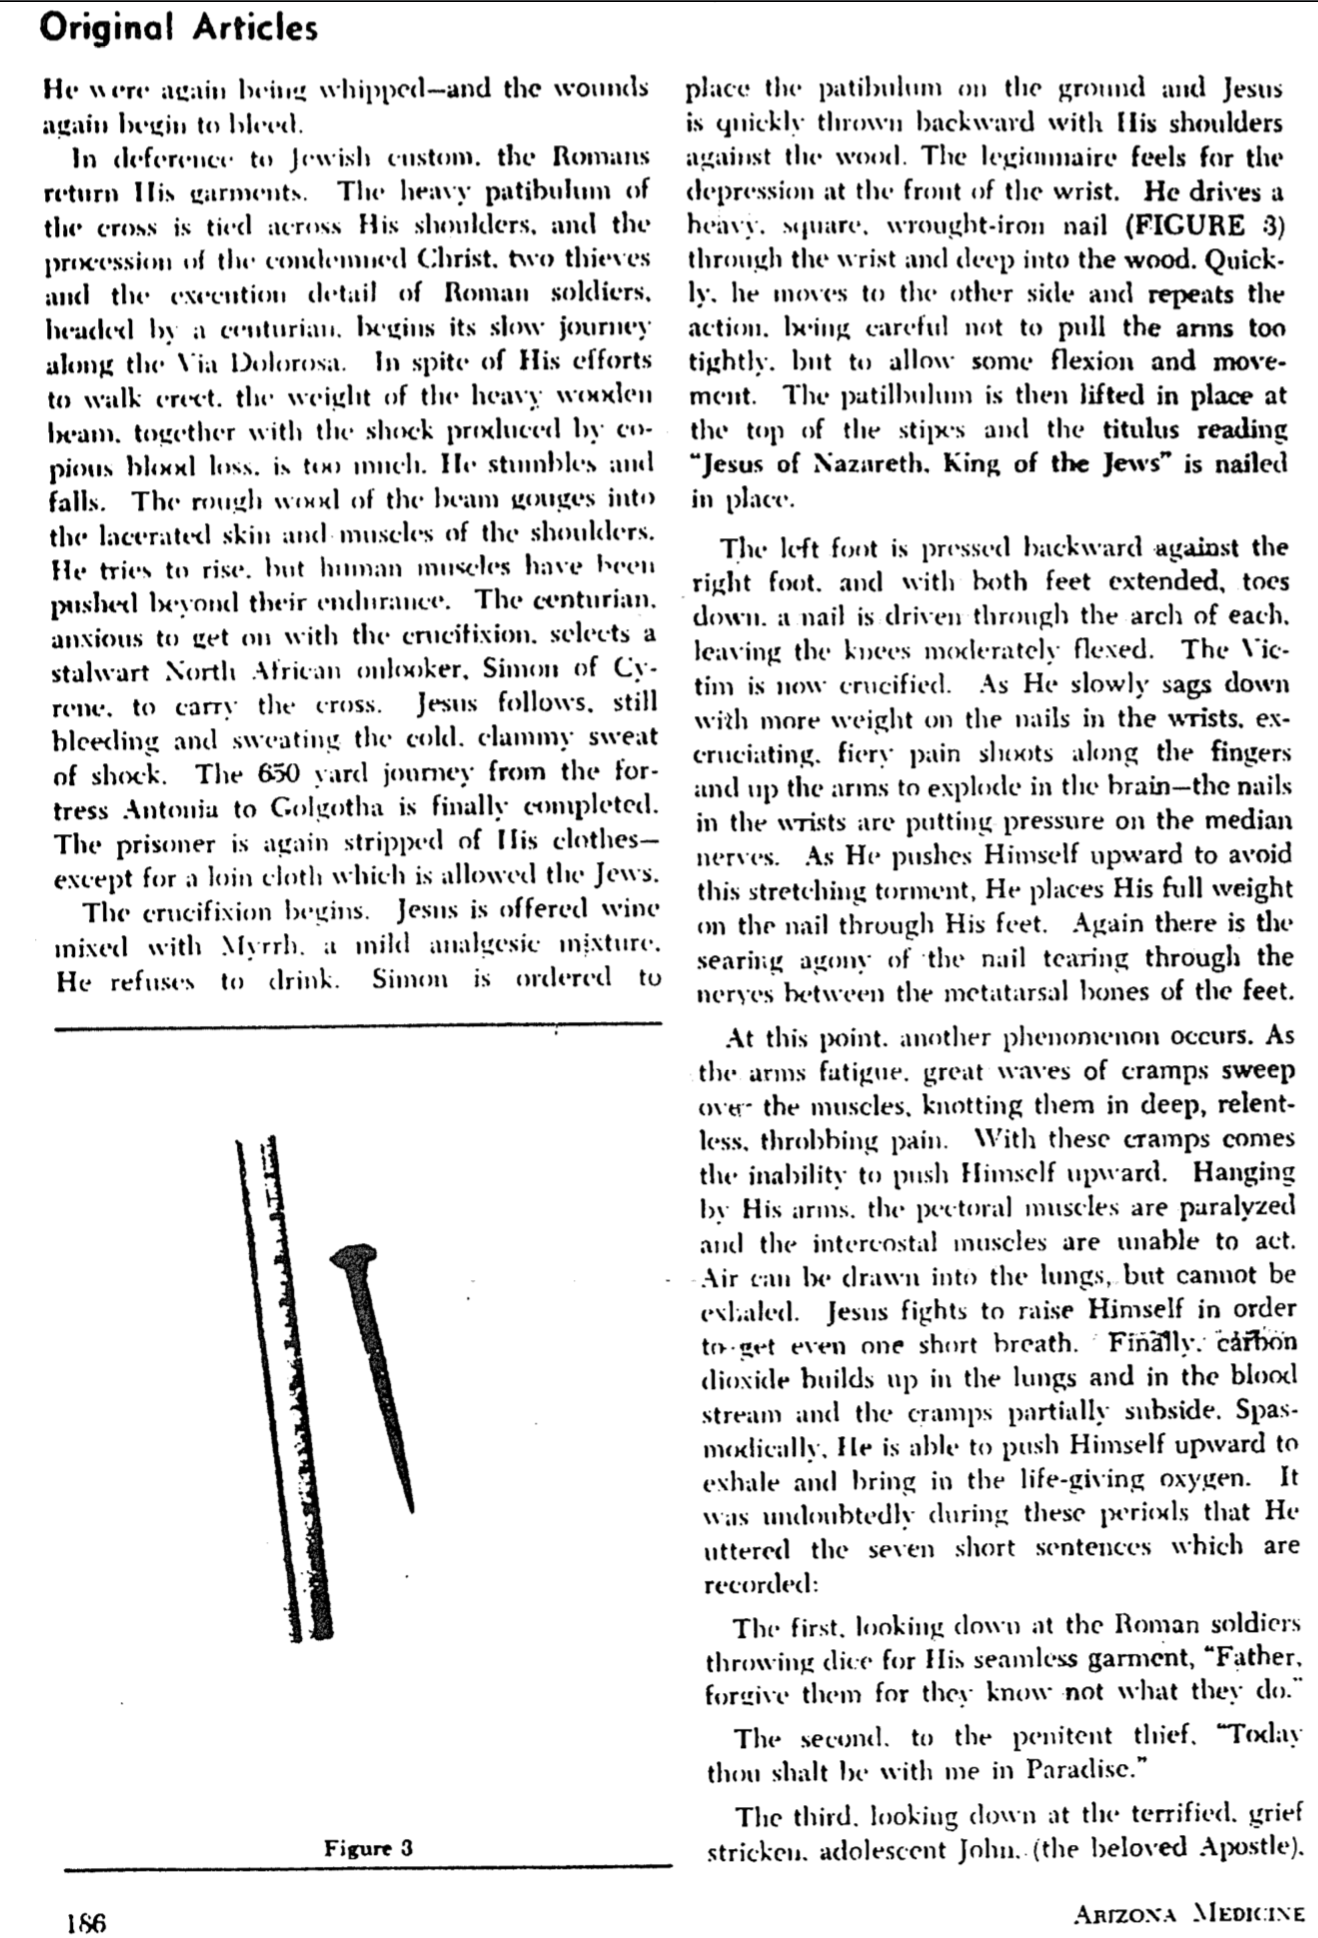 Original Articles
He were again being whipped—and the wounds
again begin to bleed.
In deference to Jewish custom, the Romans
return His garments. The heavy patibulum of
the cross is tied across His shoulders, and the
procession of the condemned Christ, two thieves
and the execution detail of Roman soldiers,
headed by a centurian, begins its slow journey
along the Via Dolorosa. In spite of His efforts
to walk erect, the weight of the heavy wooden
beam, together with the shock produced by co-
pious blood loss, is too much. He stumbles and
falls. The rough wood of the beam gouges into
the lacerated skin and muscles of the shoulders.
He tries to rise, but human muscles have been
pushed beyond their endurance. The centurian,
anxious to get on with the crucifixion, selects a
stalwart North African onlooker, Simon of Cy-
rene, to carry the cross. Jesus follows, still
bleeding and sweating the cold, clammy sweat
of shock. The 650 yard journey from the for-
tress Antonia to Golgotha is finally completed.
The prisoner is again stripped of His clothes—
except for a loin cloth which is allowed the Jews.
The crucifixion begins. Jesus is offered wine
mixed with Myrrh, a mild analgesic mixture.
He refuses to drink. Simon is ordered to
Figure 3
186
place the patibulum on the ground and Jesus
is quickly thrown backward with His shoulders
against the wood. The legionnaire feels for the
depression at the front of the wrist. He drives a
heavy, square, wrought-iron nail (FIGURE 3)
through the wrist and deep into the wood. Quick-
ly, he moves to the other side and repeats the
action, being careful not to pull the arms too
tightly, but to allow some flexion and move-
ment. The patilbulum is then lifted in place at
the top of the stipes and the titulus reading
"Jesus of Nazareth, King of the Jews" is nailed
in place.
The left foot is pressed backward against the
right foot, and with both feet extended, toes
down, a nail is driven through the arch of each,
leaving the knees moderately flexed. The Vic-
tim is now crucified. As He slowly sags down
with more weight on the nails in the wrists, ex-
cruciating, fiery pain shoots along the fingers
and up the arms to explode in the brain—the nails
in the wrists are putting pressure on the median
nerves. As He pushes Himself upward to avoid
this stretching torment, He places His full weight
on the nail through His feet. Again there is the
searing agony of the nail tearing through the
nerves between the metatarsal bones of the feet.
At this point, another phenomenon occurs. As
the arms fatigue, great waves of cramps sweep
over the muscles, knotting them in deep, relent-
less, throbbing pain. With these cramps comes
the inability to push Himself upward. Hanging
by His arms, the pectoral muscles are paralyzed
and the intercostal muscles are unable to act.
Air can be drawn into the lungs, but cannot be
exhaled. Jesus fights to raise Himself in order
to get even one short breath. Finally, carbon
dioxide builds up in the lungs and in the blood
stream and the cramps partially subside. Spas-
modically, He is able to push Himself upward to
exhale and bring in the life-giving oxygen. It
was undoubtedly during these periods that He
uttered the seven short sentences which are
recorded:
The first, looking down at the Roman soldiers
throwing dice for His seamless garment, "Father,
forgive them for they know not what they do."
The second, to the penitent thief, "Today
thou shalt be with me in Paradise."
The third, looking down at the terrified, grief
stricken, adolescent John, (the beloved Apostle),
ARIZONA MEDICINE